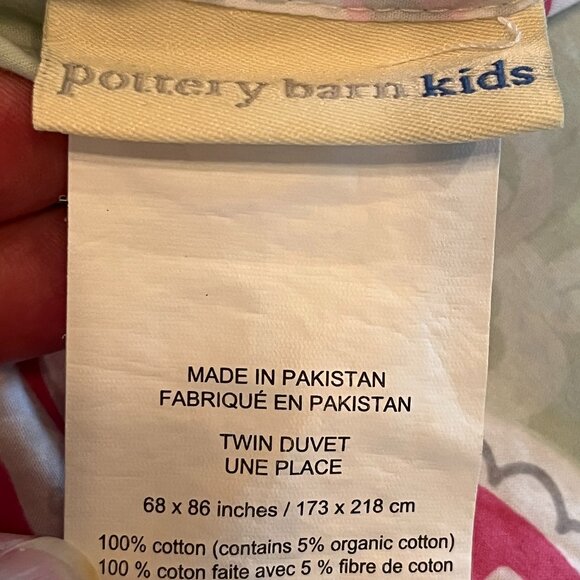 pottery barn kids
MADE IN PAKISTAN
FABRIQUÉ EN PAKISTAN
TWIN DUVET
UNE PLACE
68 x 86 inches / 173 x 218 cm
100% cotton (contains 5% organic cotton)
100 % coton faite avec 5 % fibre de coton